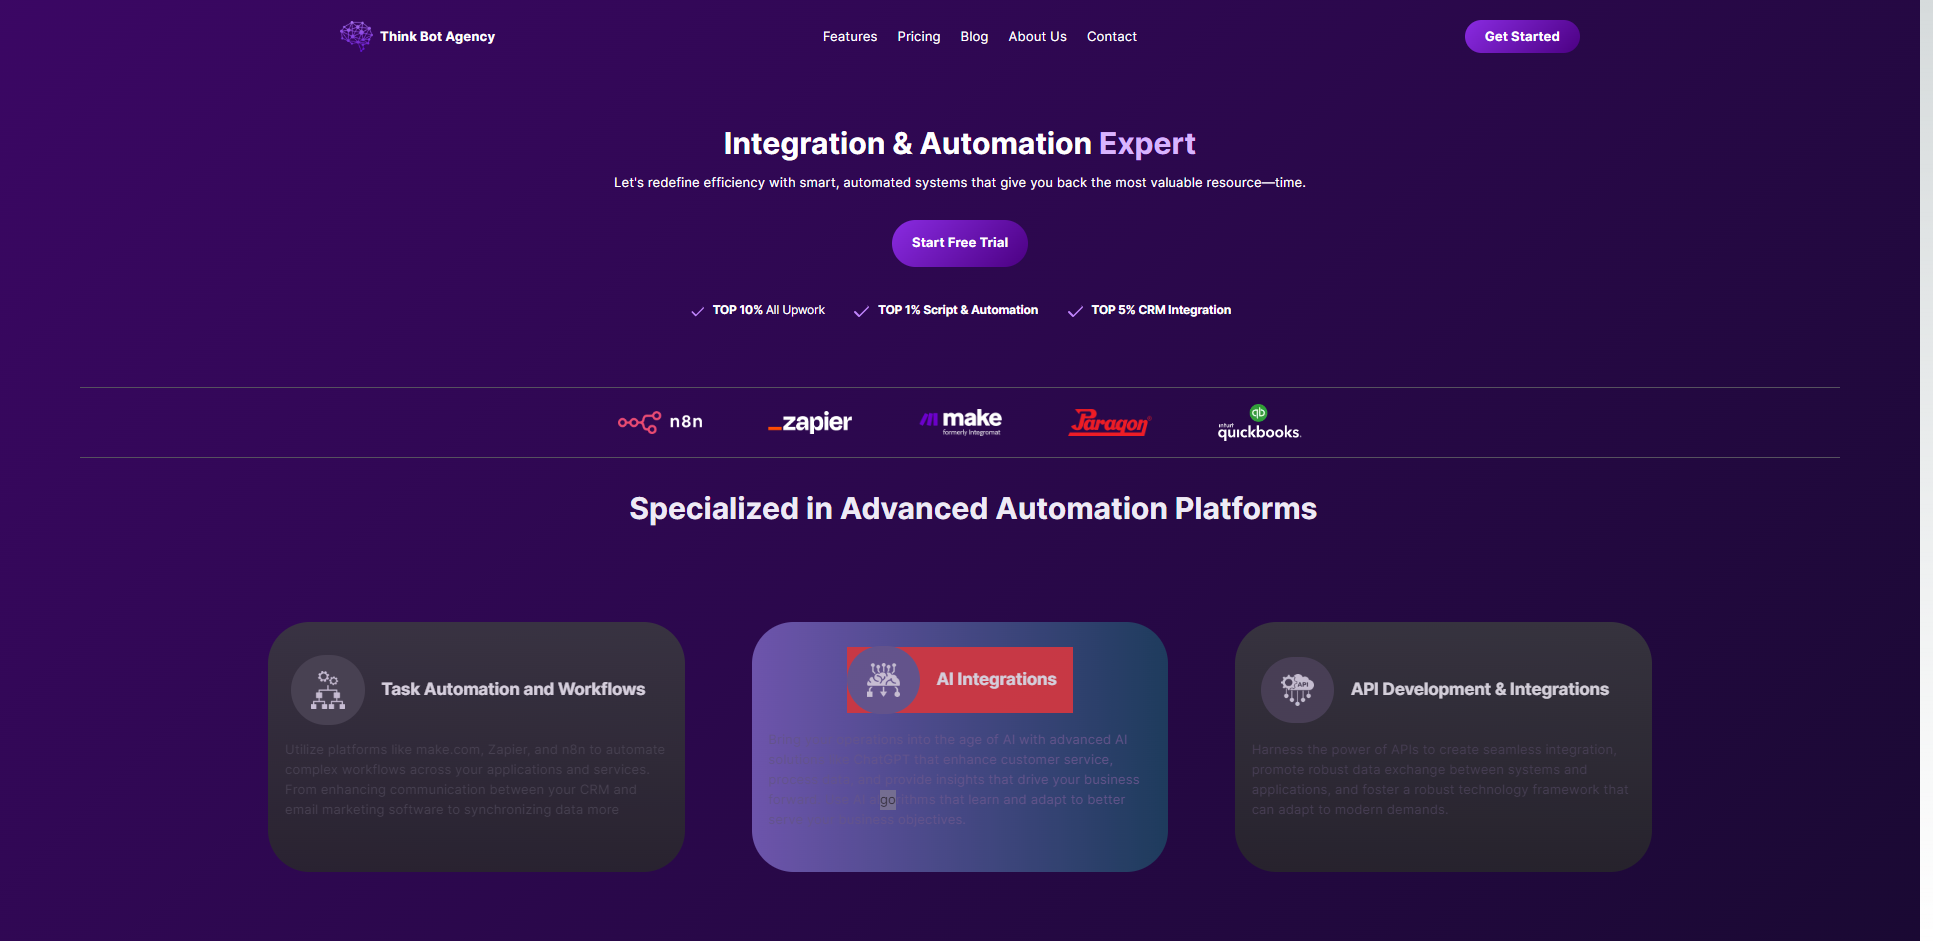 Think Bot Agency
Features Pricing Blog About Us Contact
Get Started
Integration & Automation Expert
Let's redefine efficiency with smart, automated systems that give you back the most valuable resource—time.
Start Free Trial
TOP 10% All Upwork TOP 1% Script & Automation TOP 5% CRM Integration
n8n
zapier
make
formerly Integromat
Paragon
qb
intuit
quickbooks.
Specialized in Advanced Automation Platforms
Task Automation and Workflows
Utilize platforms like make.com, Zapier, and n8n to automate
complex workflows across your applications and services.
From enhancing communication between your CRM and
email marketing software to synchronizing data more
AI Integrations
into the age of AI with advanced AI
ChatGPT that enhance customer service,
and provide insights that drive your business
that learn and adapt to better
objectives.
API
API Development & Integrations
Harness the power of APIs to create seamless integration,
promote robust data exchange between systems and
applications, and foster a robust technology framework that
can adapt to modern demands.